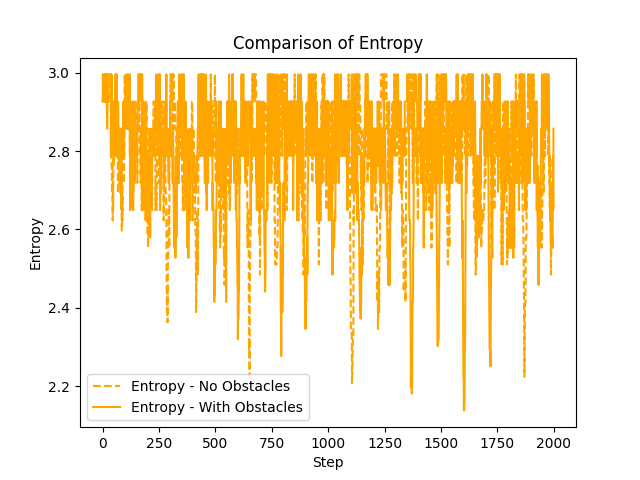 Comparison of Entropy
3.0
2.8
2.6
2.4
2.2
Entropy
Entropy - No Obstacles
Entropy - With Obstacles
0 250 500 750 1000 1250 1500 1750 2000
Step